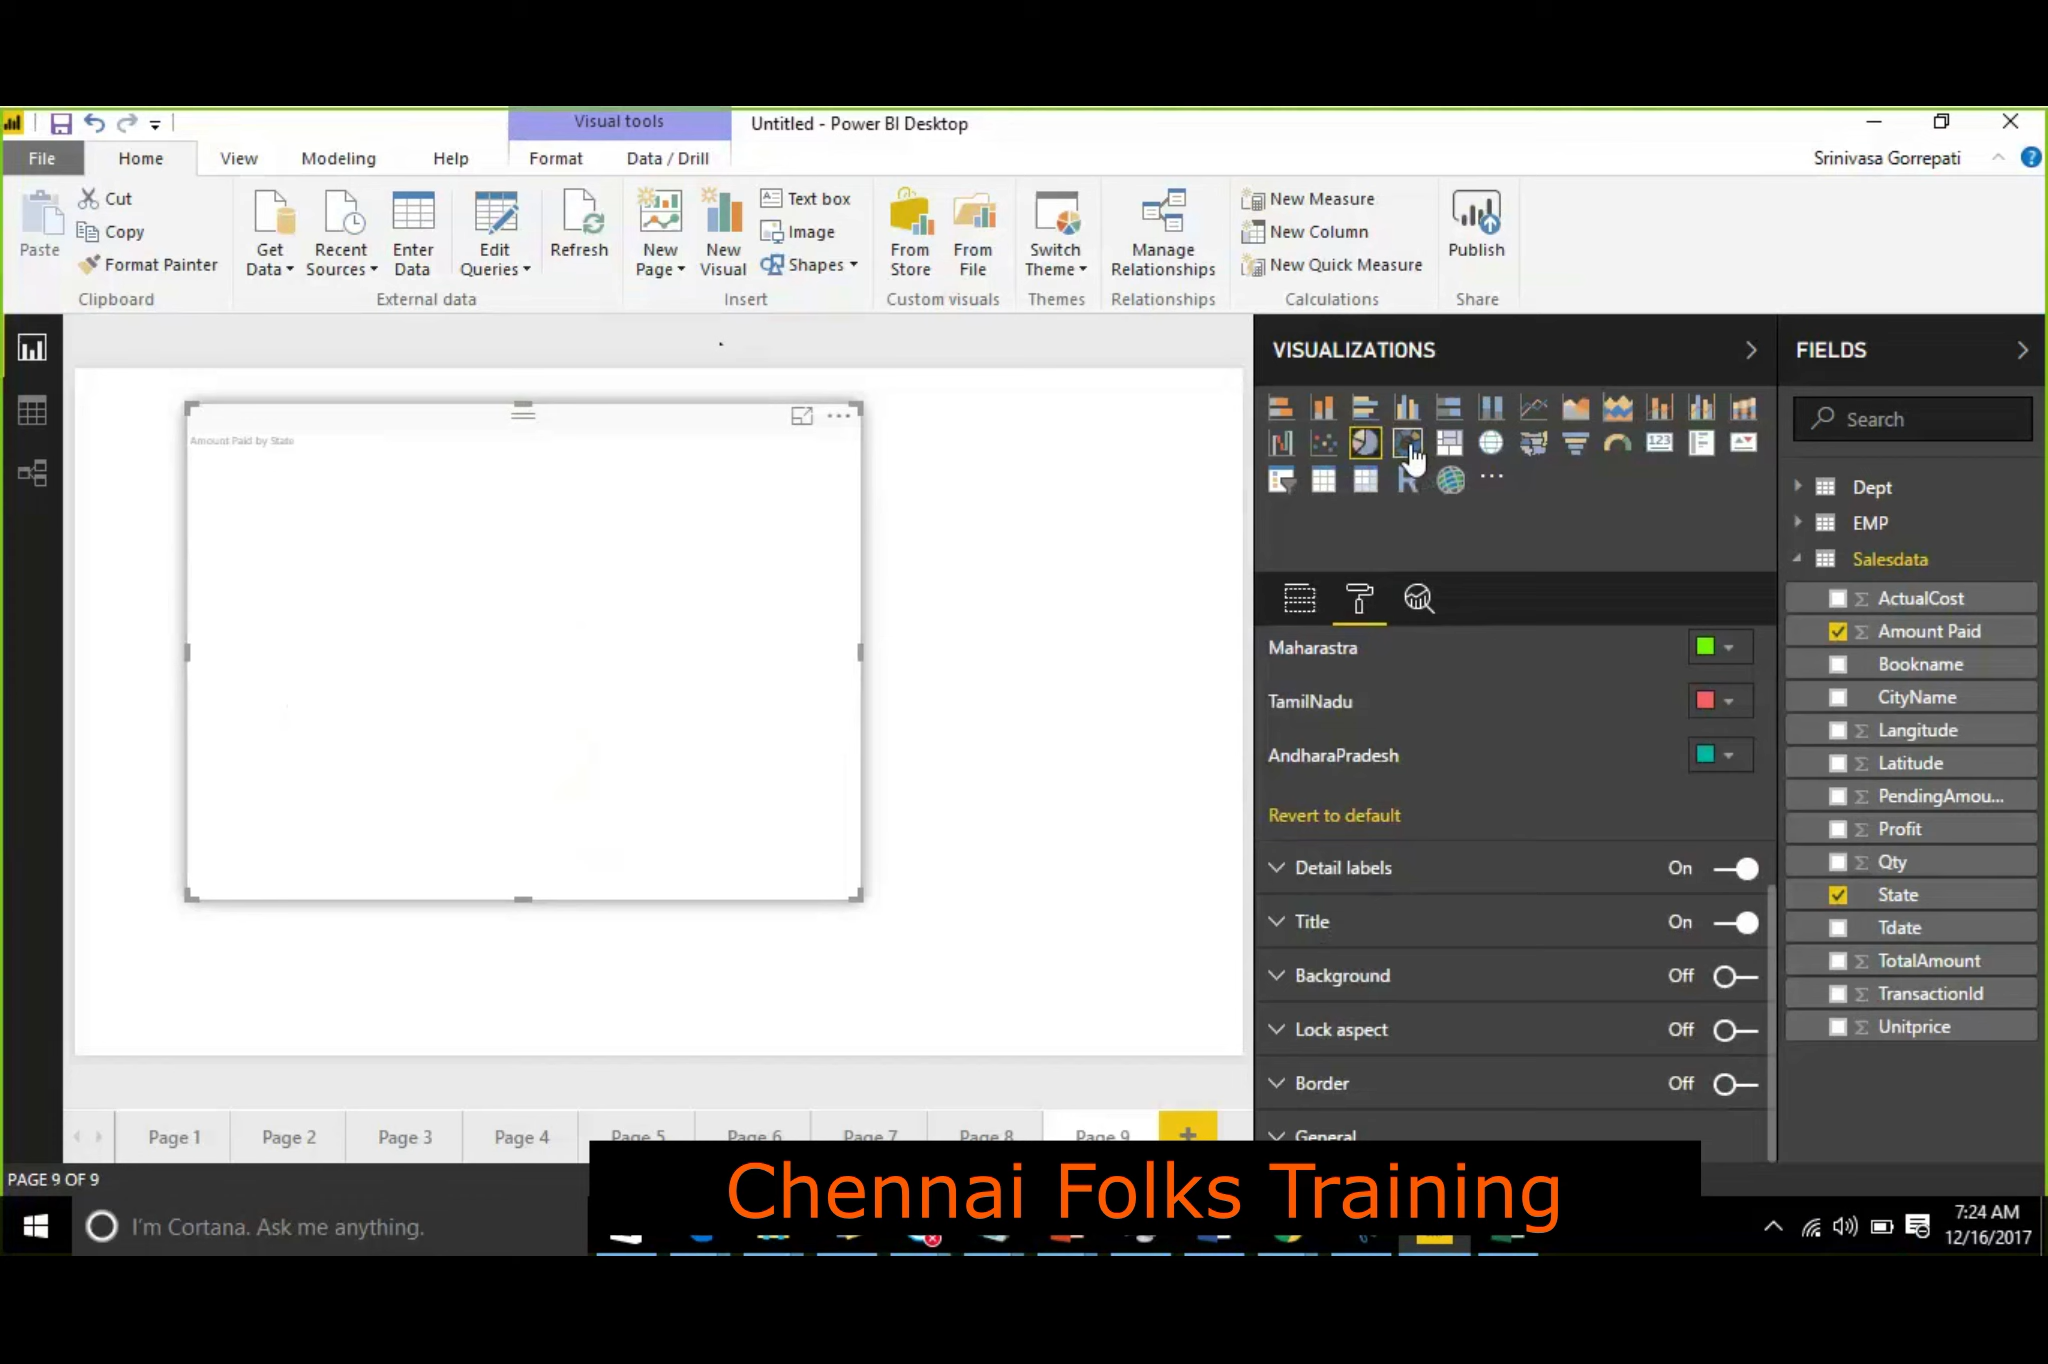 Visual tools
Untitled - Power BI Desktop
File
Home
View
Modeling
Help
Format
Data / Drill
Srinivasa Gorrepati
Paste
Cut
Copy
Format Painter
Clipboard
Get Data
Recent Sources
Enter Data
Edit Queries
Refresh
External data
New Page
New Visual
Text box
Image
Shapes
Insert
From Store
From File
Custom visuals
Switch Theme
Themes
Manage Relationships
Relationships
New Measure
New Column
New Quick Measure
Calculations
Publish
Share
Amount Paid by State
VISUALIZATIONS
123
R
Maharastra
TamilNadu
AndharaPradesh
Revert to default
Detail labels On
Title On
Background Off
Lock aspect Off
Border Off
General
FIELDS
Search
Dept
EMP
Salesdata
ActualCost
Amount Paid
Bookname
CityName
Langitude
Latitude
PendingAmou...
Profit
Qty
State
Tdate
TotalAmount
TransactionId
Unitprice
Page 1
Page 2
Page 3
Page 4
Page 5
Page 6
Page 7
Page 8
Page 9
PAGE 9 OF 9
Chennai Folks Training
I'm Cortana. Ask me anything.
7:24 AM
12/16/2017